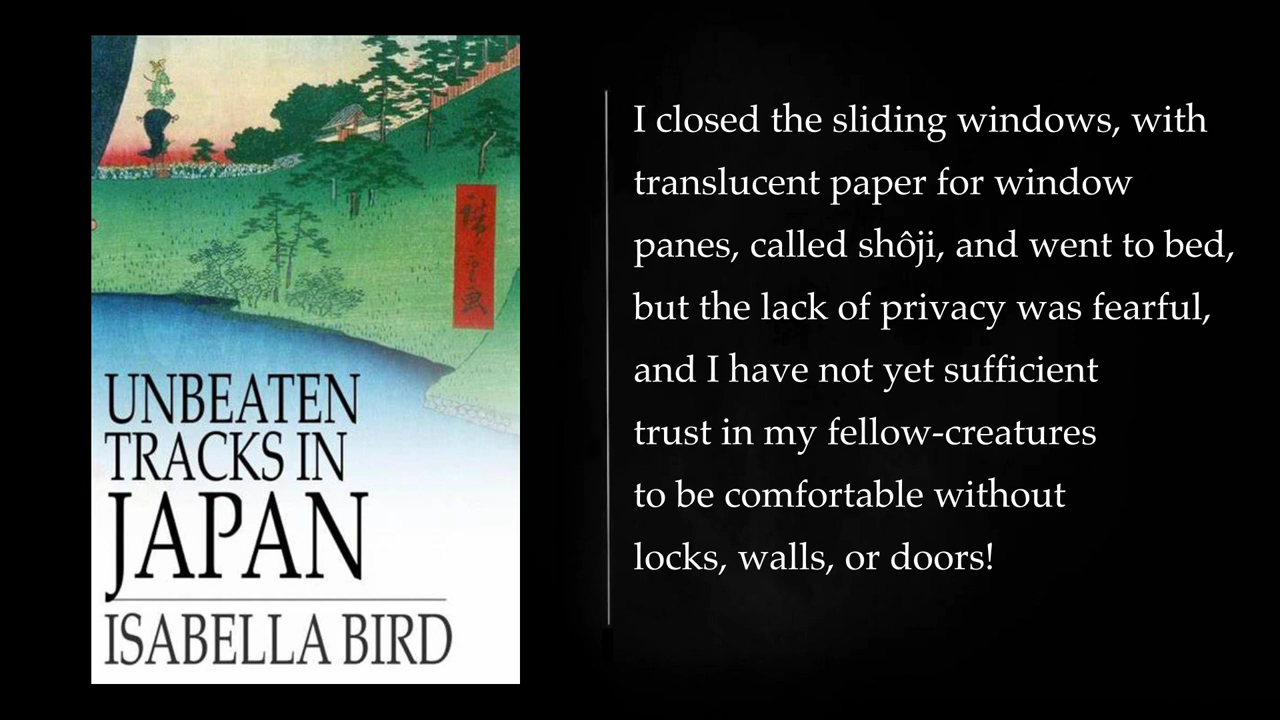 UNBEATEN
TRACKS IN
JAPAN
ISABELLA BIRD
I closed the sliding windows, with
translucent paper for window
panes, called shôji, and went to bed,
but the lack of privacy was fearful,
and I have not yet sufficient
trust in my fellow-creatures
to be comfortable without
locks, walls, or doors!